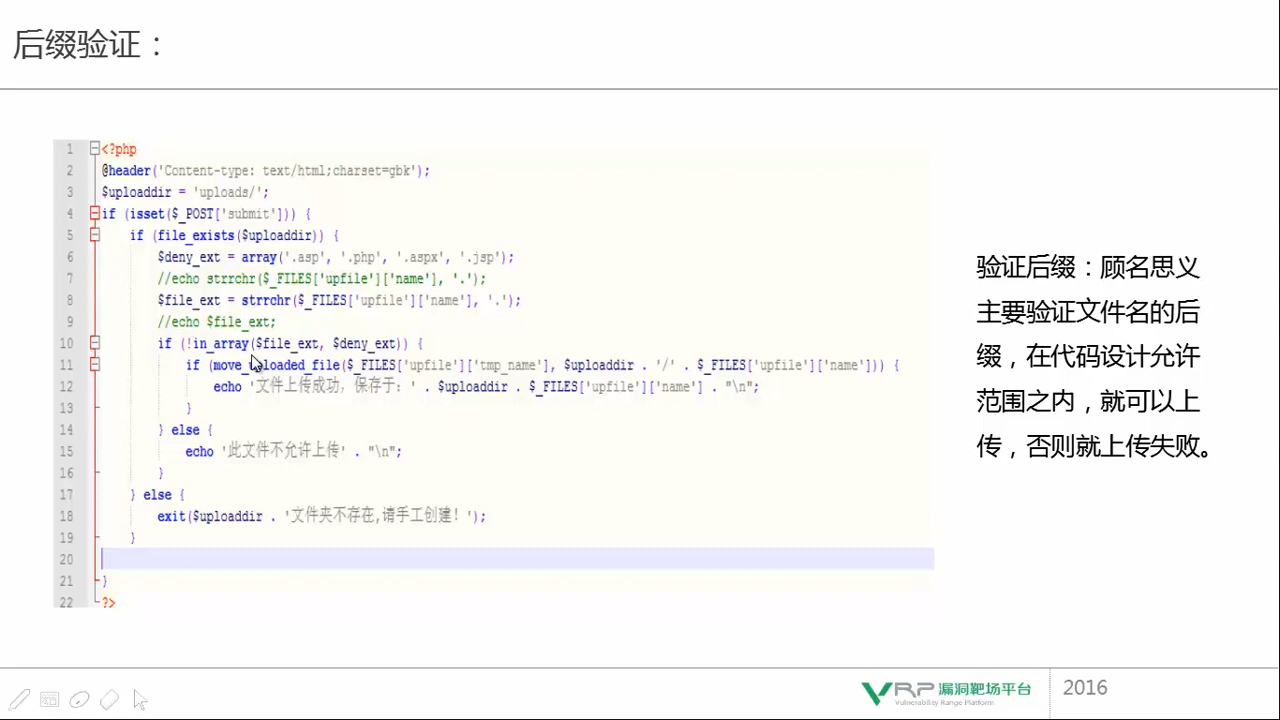 后缀验证：
1 <?php
2 @header('Content-type: text/html;charset=gbk');
3 $uploaddir = 'uploads/';
4 if (isset($_POST['submit'])) {
5 if (file_exists($uploaddir)) {
6 $deny_ext = array('.asp', '.php', '.aspx', '.jsp');
7 //echo strrchr($_FILES['upfile']['name'], '.');
8 $file_ext = strrchr($_FILES['upfile']['name'], '.');
9 //echo $file_ext;
10 if (!in_array($file_ext, $deny_ext)) {
11 if (move_uploaded_file($_FILES['upfile']['tmp_name'], $uploaddir . '/' . $_FILES['upfile']['name'])) {
12 echo '文件上传成功，保存于：' . $uploaddir . $_FILES['upfile']['name'] . "\n";
13 }
14 } else {
15 echo '此文件不允许上传' . "\n";
16 }
17 } else {
18 exit($uploaddir . '文件夹不存在,请手工创建！');
19 }
20
21 }
22 ?>
验证后缀：顾名思义
主要验证文件名的后
缀，在代码设计允许
范围之内，就可以上
传，否则就上传失败。
VRP 漏洞靶场平台
Vulnerability Range Platform
2016